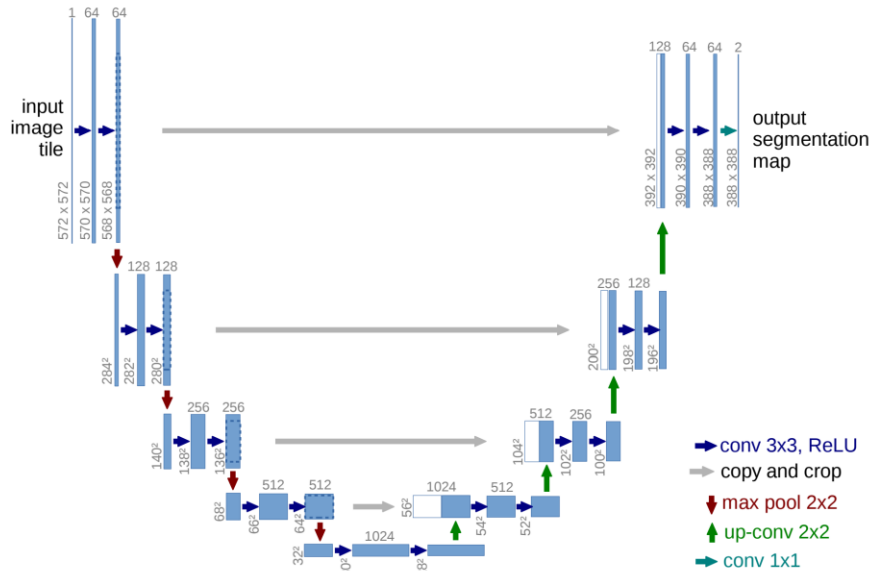 1 64 64
input
image
tile
572 x 572
570 x 570
568 x 568
128 64 64 2
output
segmentation
map
392 x 392
390 x 390
388 x 388
388 x 388
128 128
284²
282²
280²
256 128
200²
198²
196²
256 256
140²
138²
136²
512 256
104²
102²
100²
512 512
68²
66²
64²
1024 512
56²
54²
52²
1024
32²
0²
8²
conv 3x3, ReLU
copy and crop
max pool 2x2
up-conv 2x2
conv 1x1